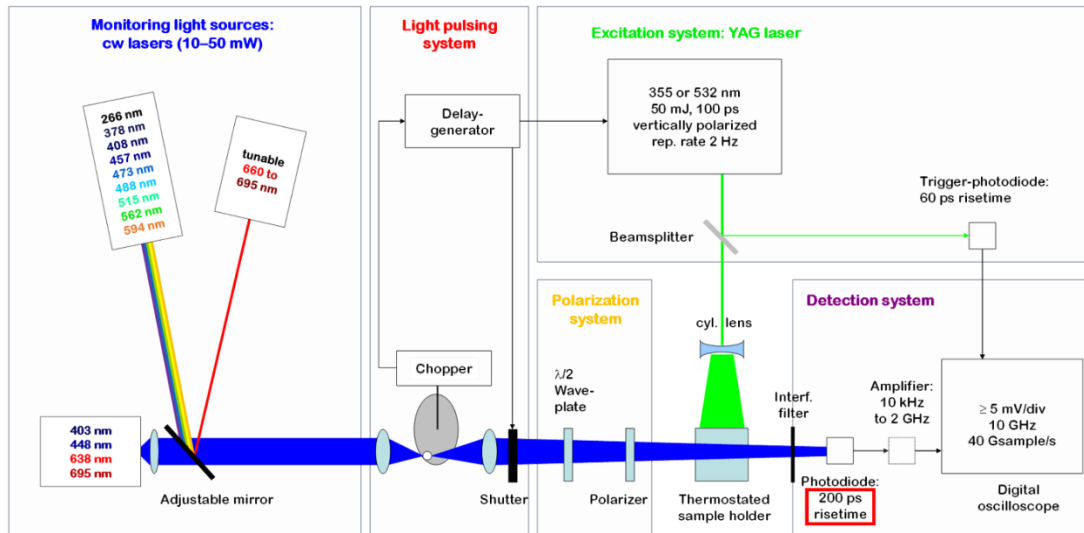 Monitoring light sources:
cw lasers (10–50 mW)
266 nm
378 nm
408 nm
457 nm
473 nm
488 nm
515 nm
562 nm
594 nm
tunable
660 to
695 nm
403 nm
448 nm
638 nm
695 nm
Adjustable mirror
Light pulsing
system
Delay-
generator
Chopper
Shutter
Excitation system: YAG laser
355 or 532 nm
50 mJ, 100 ps
vertically polarized
rep. rate 2 Hz
Trigger-photodiode:
60 ps risetime
Beamsplitter
Polarization
system
λ/2
Wave-
plate
Polarizer
cyl. lens
Thermostated
sample holder
Detection system
Interf.
filter
Amplifier:
10 kHz
to 2 GHz
≥ 5 mV/div
10 GHz
40 Gsample/s
Photodiode:
200 ps
risetime
Digital
oscilloscope